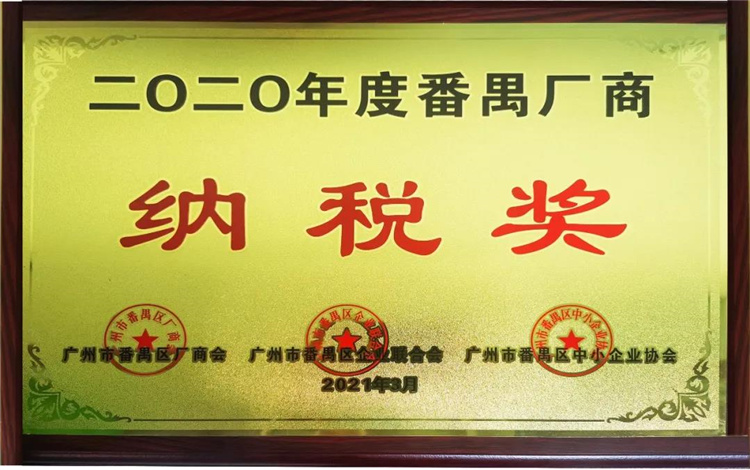 二〇二〇年度番禺厂商
纳税奖
广州市番禺区厂商会 广州市番禺区企业联合会 广州市番禺区中小企业协会
2021年3月